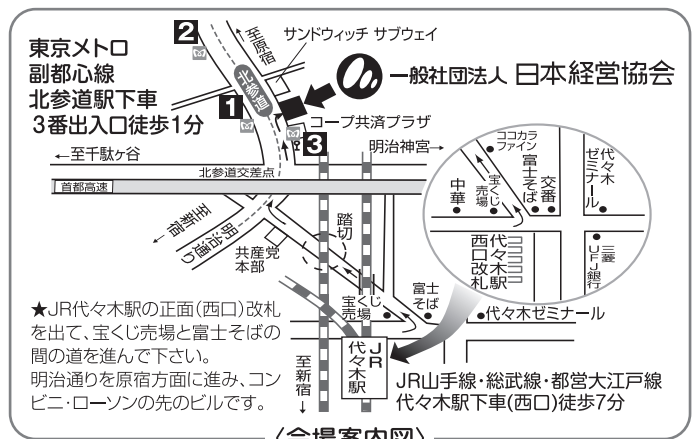 東京メトロ
副都心線
北参道駅下車
3番出入口徒歩1分
2
至原宿
サンドウィッチ サブウェイ
北参道
一般社団法人 日本経営協会
1
3
コープ共済プラザ
←至千駄ヶ谷
明治神宮→
北参道交差点
首都高速
至新宿
明治通り
共産党
本部
踏切
ココカラ
ファイン
中華
宝くじ
売場
富士そば
交番
代々木
ゼミナール
代々木駅
西口改札
三菱
UFJ銀行
★JR代々木駅の正面(西口)改札
を出て、宝くじ売場と富士そばの
間の道を進んで下さい。
明治通りを原宿方面に進み、コン
ビニ・ローソンの先のビルです。
宝くじ
売場
富士
そば
代々木ゼミナール
至新宿
JR
代々木駅
JR山手線・総武線・都営大江戸線
代々木駅下車(西口)徒歩7分
〈会場案内図〉